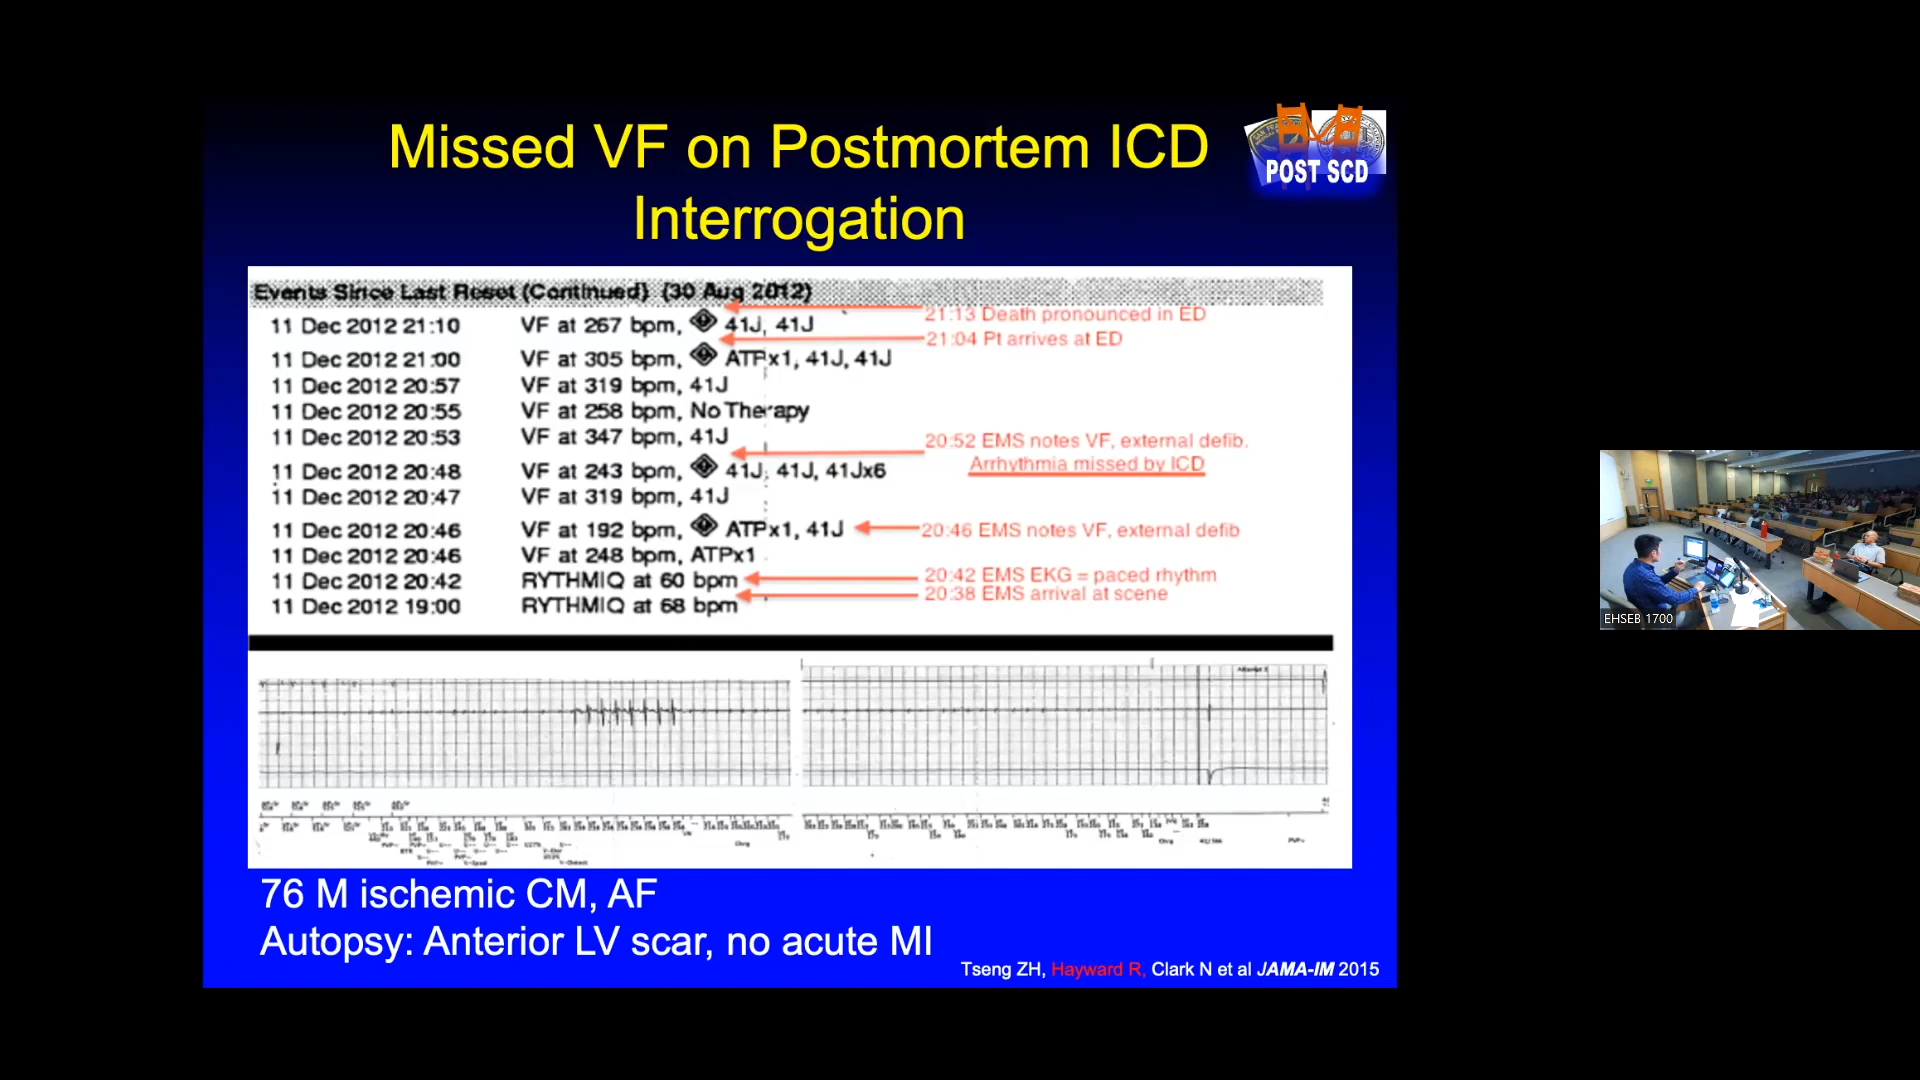 Missed VF on Postmortem ICD
Interrogation
POST SCD
Events Since Last Reset (Continued) (30 Aug 2012)
11 Dec 2012 21:10 VF at 267 bpm, 41J, 41J
21:13 Death pronounced in ED
21:04 Pt arrives at ED
11 Dec 2012 21:00 VF at 305 bpm, ATPx1, 41J, 41J
11 Dec 2012 20:57 VF at 319 bpm, 41J
11 Dec 2012 20:55 VF at 258 bpm, No Therapy
11 Dec 2012 20:53 VF at 347 bpm, 41J
20:52 EMS notes VF, external defib.
Arrhythmia missed by ICD
11 Dec 2012 20:48 VF at 243 bpm, 41J, 41J, 41Jx6
11 Dec 2012 20:47 VF at 319 bpm, 41J
11 Dec 2012 20:46 VF at 192 bpm, ATPx1, 41J
20:46 EMS notes VF, external defib
11 Dec 2012 20:46 VF at 248 bpm, ATPx1
11 Dec 2012 20:42 RYTHMIQ at 60 bpm
20:42 EMS EKG = paced rhythm
20:38 EMS arrival at scene
11 Dec 2012 19:00 RYTHMIQ at 68 bpm
76 M ischemic CM, AF
Autopsy: Anterior LV scar, no acute MI
Tseng ZH, Hayward R, Clark N et al JAMA-IM 2015
EHSEB 1700